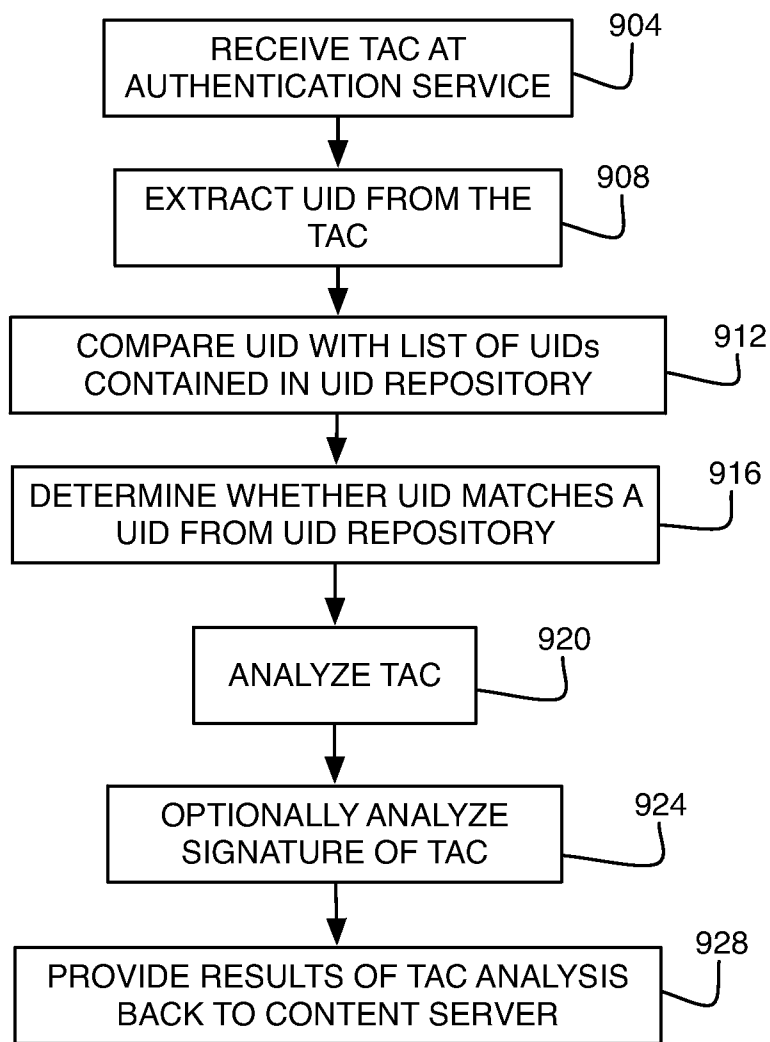 RECEIVE TAC AT
AUTHENTICATION SERVICE
904
EXTRACT UID FROM THE
TAC
908
COMPARE UID WITH LIST OF UIDs
CONTAINED IN UID REPOSITORY
912
DETERMINE WHETHER UID MATCHES A
UID FROM UID REPOSITORY
916
ANALYZE TAC
920
OPTIONALLY ANALYZE
SIGNATURE OF TAC
924
PROVIDE RESULTS OF TAC ANALYSIS
BACK TO CONTENT SERVER
928